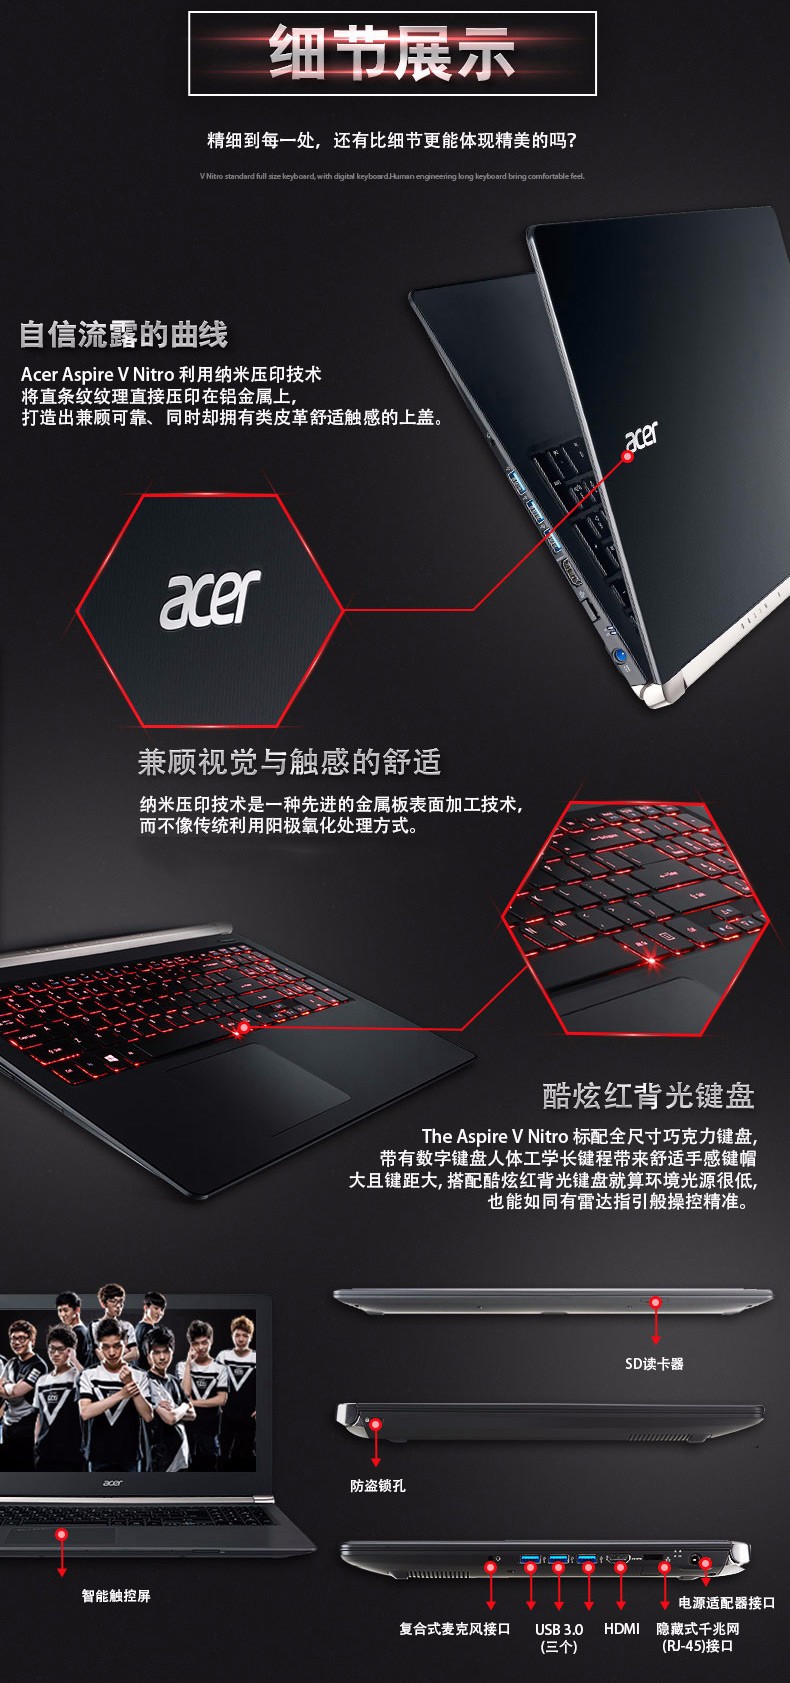 细节展示
精细到每一处，还有比细节更能体现精美的吗？
V Nitro standard full size keyboard, with digital keyboard.Human engineering long keyboard bring comfortable feel.
自信流露的曲线
Acer Aspire V Nitro 利用纳米压印技术
将直条纹纹理直接压印在铝金属上，
打造出兼顾可靠、同时却拥有类皮革舒适触感的上盖。
acer
acer
兼顾视觉与触感的舒适
纳米压印技术是一种先进的金属板表面加工技术，
而不像传统利用阳极氧化处理方式。
酷炫红背光键盘
The Aspire V Nitro 标配全尺寸巧克力键盘，
带有数字键盘人体工学长键程带来舒适手感键帽
大且键距大, 搭配酷炫红背光键盘就算环境光源很低，
也能如同有雷达指引般操控精准。
SD读卡器
防盗锁孔
acer
智能触控屏
电源适配器接口
复合式麦克风接口
USB 3.0
(三个)
HDMI
隐藏式千兆网
(RJ-45)接口